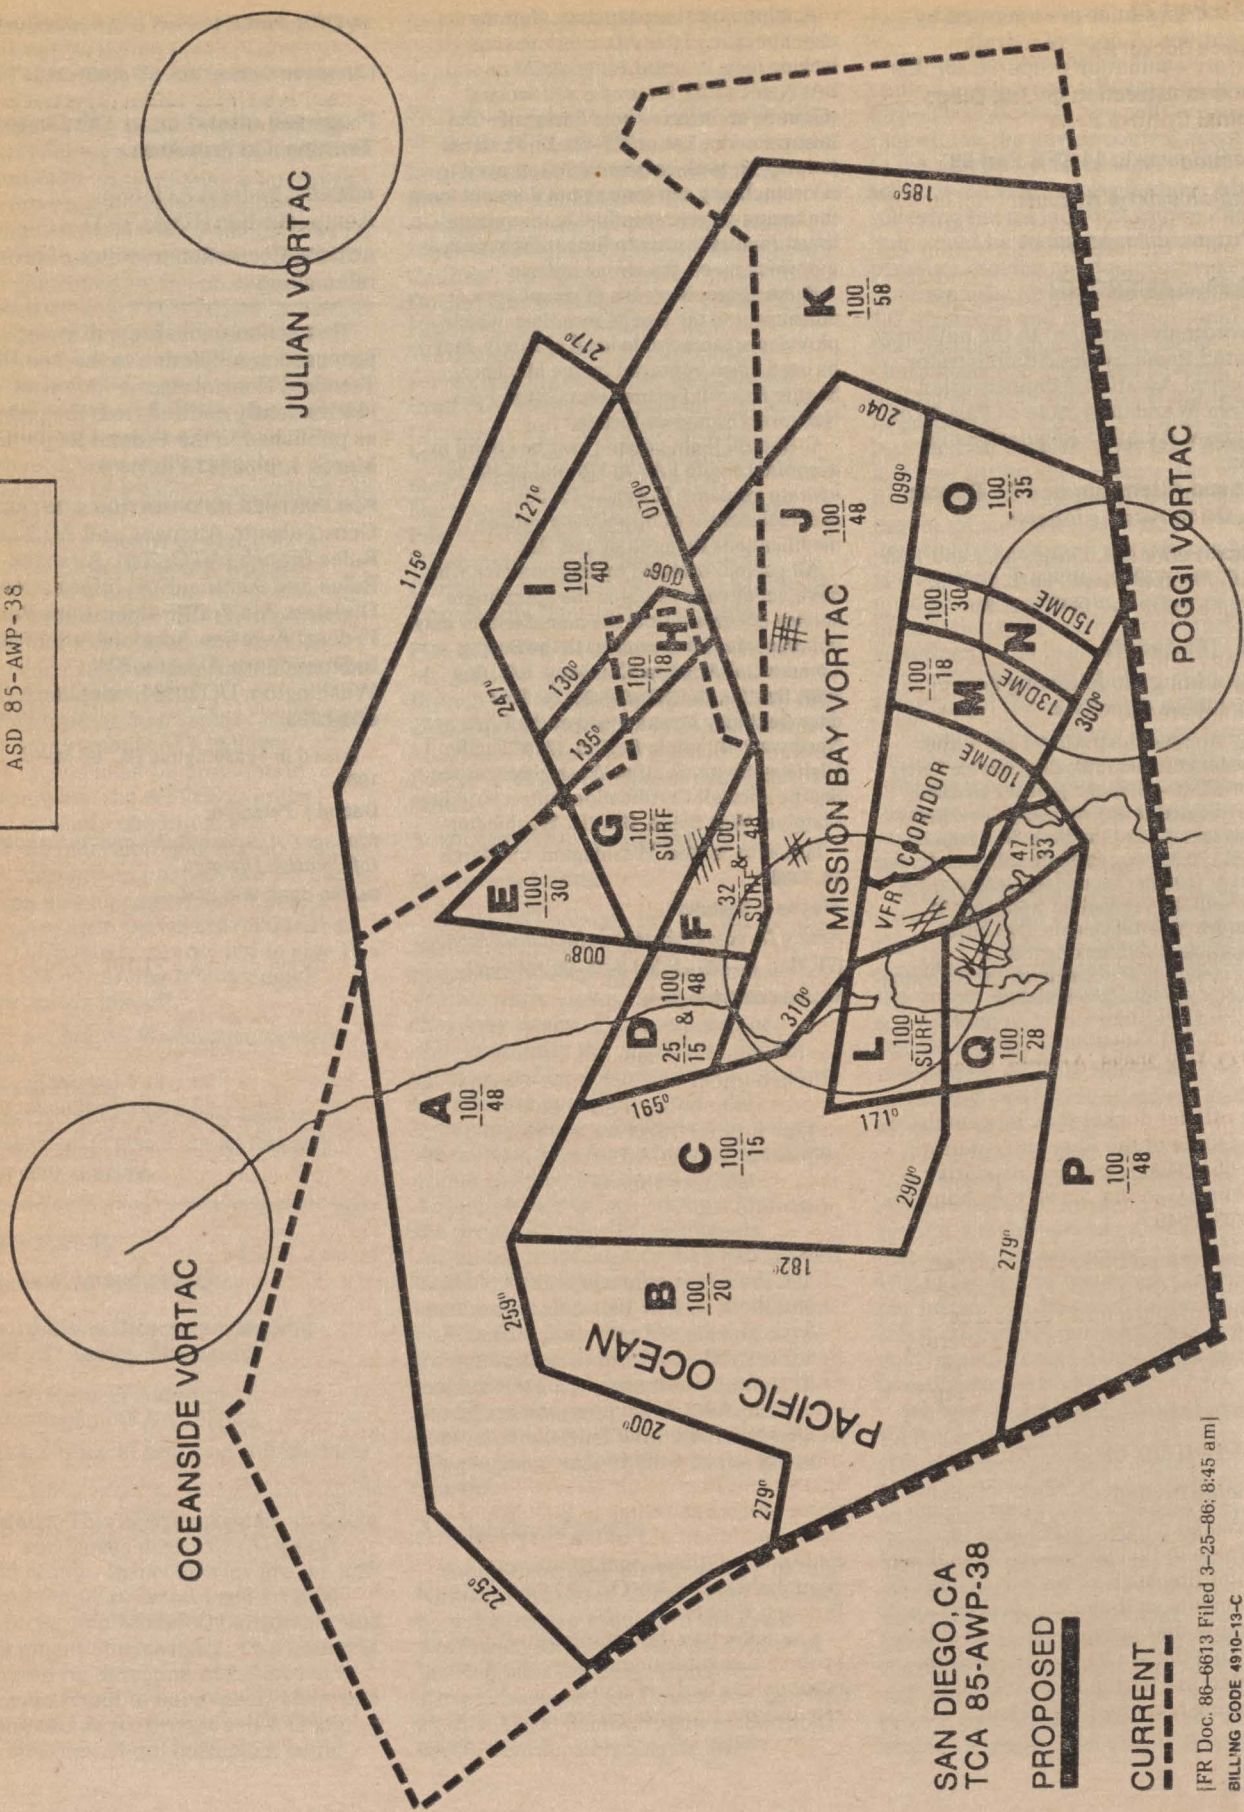 ASD 85-AWP-38
JULIAN VORTAC
OCEANSIDE VORTAC
MISSION BAY VORTAC
POGGI VORTAC
PACIFIC OCEAN
VFR COORIDOR
A
100
48
B
100
20
C
100
15
D
25 & 100
15 48
E
100
30
F
32 & 100
SURF 48
G
100
SURF
H
100
18
I
100
40
J
100
48
K
100
58
L
100
SURF
M
100
18
N
100
30
O
100
35
P
100
48
Q
100
28
47
33
115°
217°
121°
247°
130°
135°
070°
006°
185°
204°
099°
15DME
13DME
10DME
300°
008°
310°
165°
171°
290°
182°
259°
200°
279°
279°
225°
SAN DIEGO, CA
TCA 85-AWP-38
PROPOSED
CURRENT
[FR Doc. 86-6613 Filed 3-25-86; 8:45 am]
BILLING CODE 4910-13-C